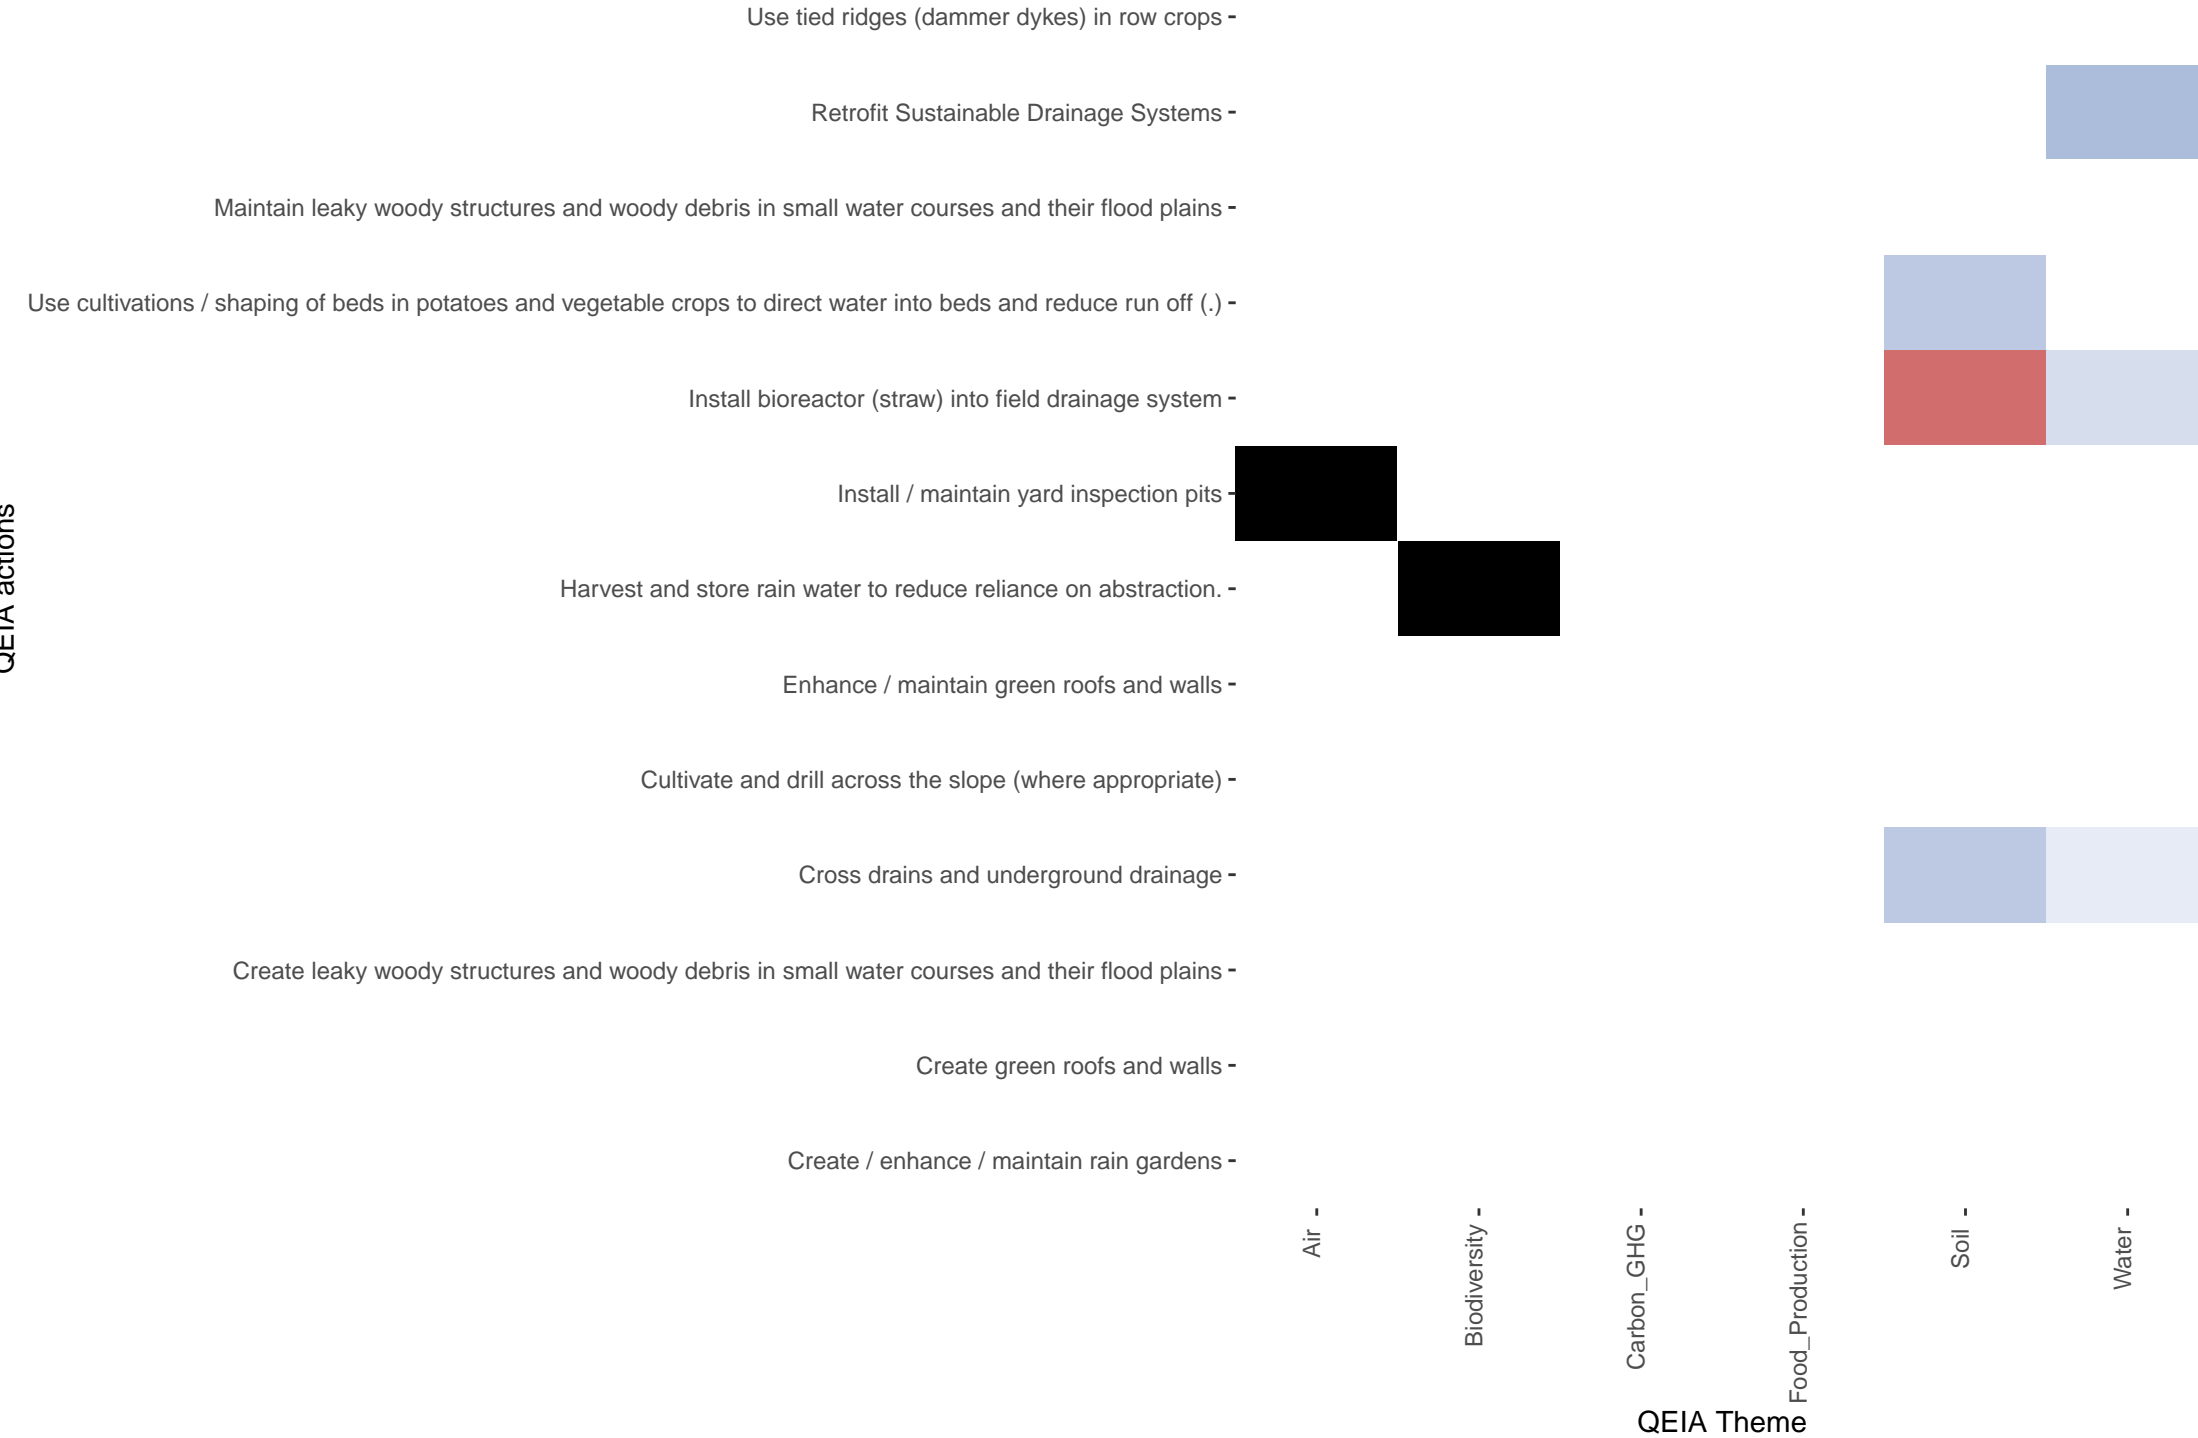 Use tied ridges (dammer dykes) in row crops
Retrofit Sustainable Drainage Systems
Maintain leaky woody structures and woody debris in small water courses and their flood plains
Use cultivations / shaping of beds in potatoes and vegetable crops to direct water into beds and reduce run off (.)
Install bioreactor (straw) into field drainage system
Install / maintain yard inspection pits
Harvest and store rain water to reduce reliance on abstraction.
Enhance / maintain green roofs and walls
Cultivate and drill across the slope (where appropriate)
Cross drains and underground drainage
Create leaky woody structures and woody debris in small water courses and their flood plains
Create green roofs and walls
Create / enhance / maintain rain gardens
QEIA actions
Air
Biodiversity
Carbon_GHG
Food_Production
Soil
Water
QEIA Theme